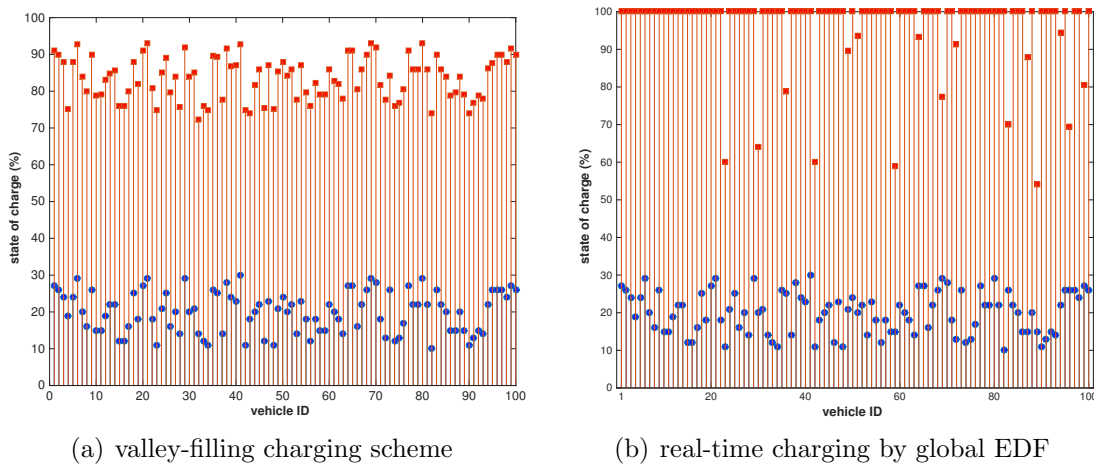 100
90
80
70
60
50
40
30
20
10
0
state of charge (%)
0 10 20 30 40 50 60 70 80 90 100
vehicle ID
(a) valley-filling charging scheme
100
90
80
70
60
50
40
30
20
10
0
state of charge (%)
1 20 40 60 80 100
vehicle ID
(b) real-time charging by global EDF